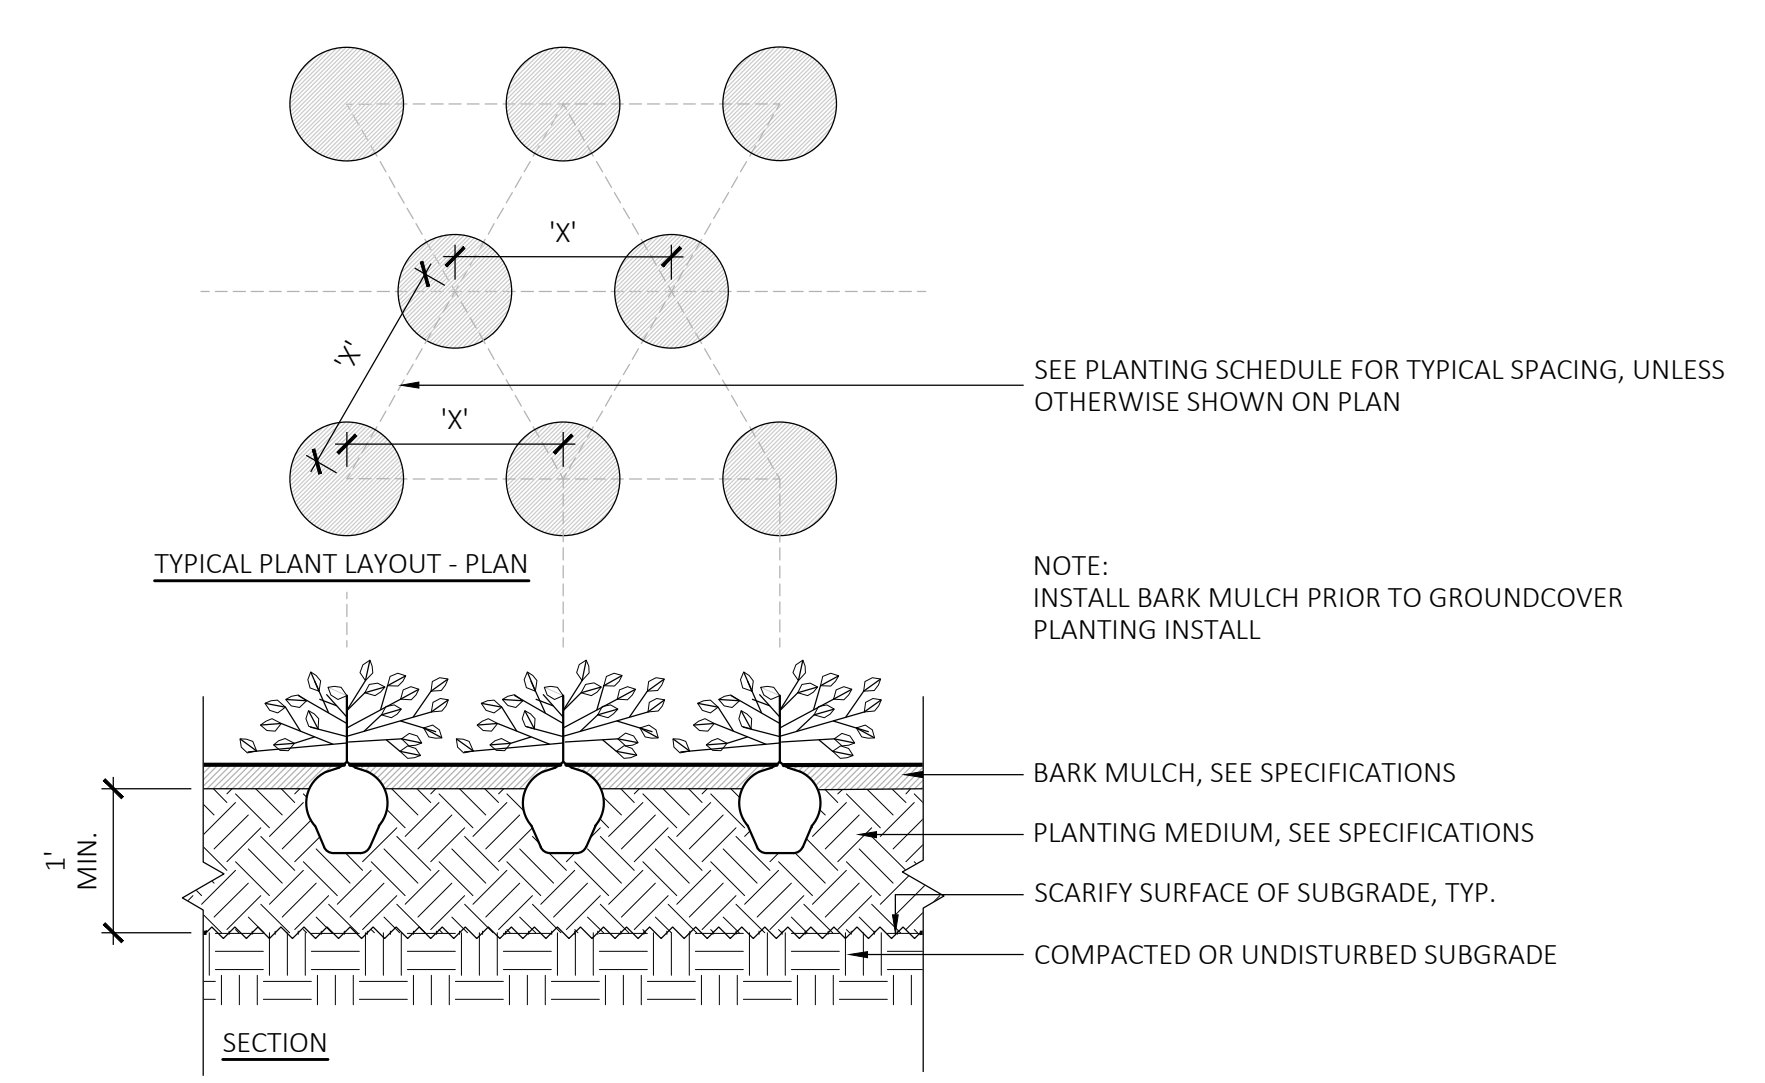 'X'
'X'
'X'
SEE PLANTING SCHEDULE FOR TYPICAL SPACING, UNLESS
OTHERWISE SHOWN ON PLAN
TYPICAL PLANT LAYOUT - PLAN
NOTE:
INSTALL BARK MULCH PRIOR TO GROUNDCOVER
PLANTING INSTALL
BARK MULCH, SEE SPECIFICATIONS
1'
MIN.
PLANTING MEDIUM, SEE SPECIFICATIONS
SCARIFY SURFACE OF SUBGRADE, TYP.
COMPACTED OR UNDISTURBED SUBGRADE
SECTION